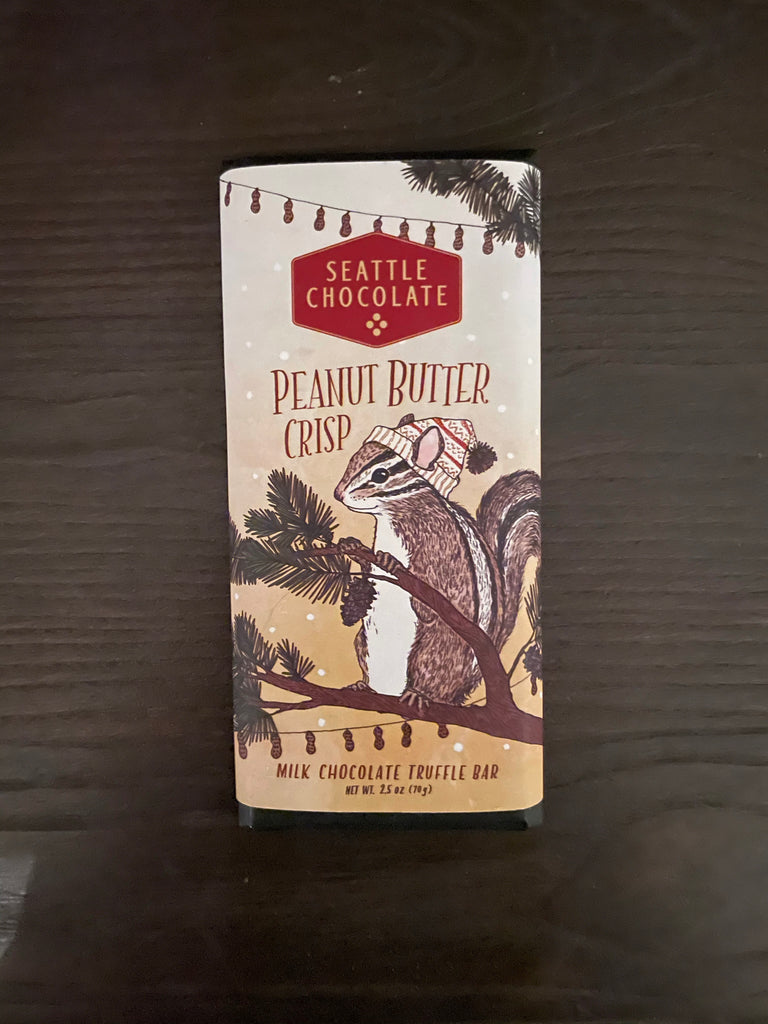 SEATTLE
CHOCOLATE
PEANUT BUTTER
CRISP
MILK CHOCOLATE TRUFFLE BAR
NET WT. 2.5 oz (70g)